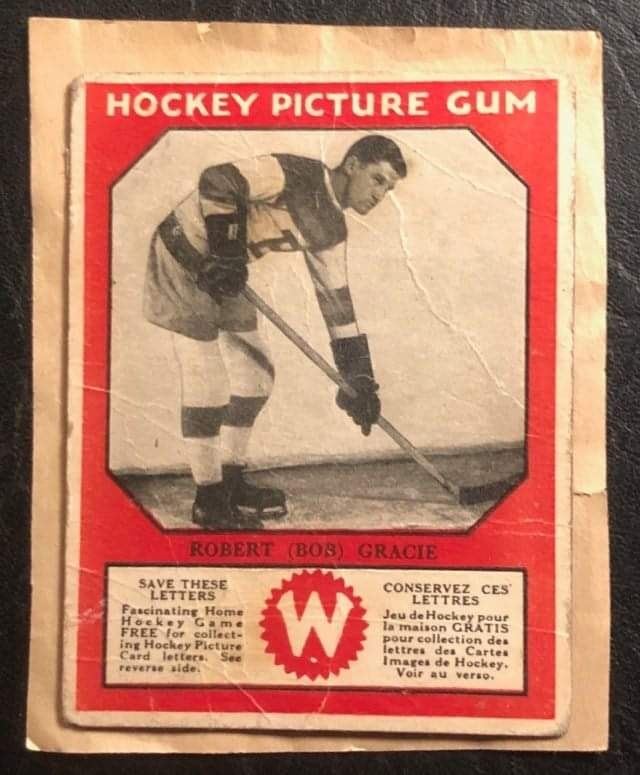 HOCKEY PICTURE GUM
ROBERT (BOB) GRACIE
SAVE THESE
LETTERS
Fascinating Home
Hockey Game
FREE for collect-
ing Hockey Picture
Card letters. See
reverse side.
W
CONSERVEZ CES
LETTRES
Jeu de Hockey pour
la maison GRATIS
pour collection des
lettres des Cartes
Images de Hockey.
Voir au verso.